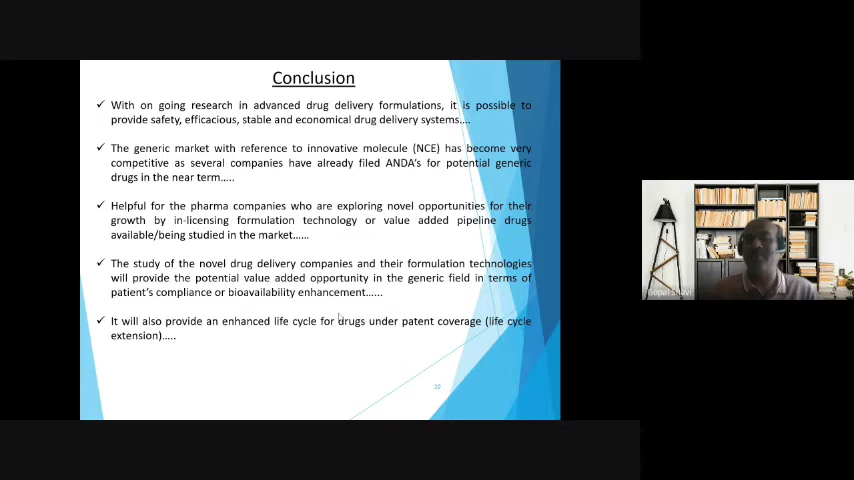 Conclusion
✓ With on going research in advanced drug delivery formulations, it is possible to
provide safety, efficacious, stable and economical drug delivery systems....
✓ The generic market with reference to innovative molecule (NCE) has become very
competitive as several companies have already filed ANDA's for potential generic
drugs in the near term.....
✓ Helpful for the pharma companies who are exploring novel opportunities for their
growth by in-licensing formulation technology or value added pipeline drugs
available/being studied in the market......
✓ The study of the novel drug delivery companies and their formulation technologies
will provide the potential value added opportunity in the generic field in terms of
patient's compliance or bioavailability enhancement......
✓ It will also provide an enhanced life cycle for drugs under patent coverage (life cycle
extension).....
Gopal